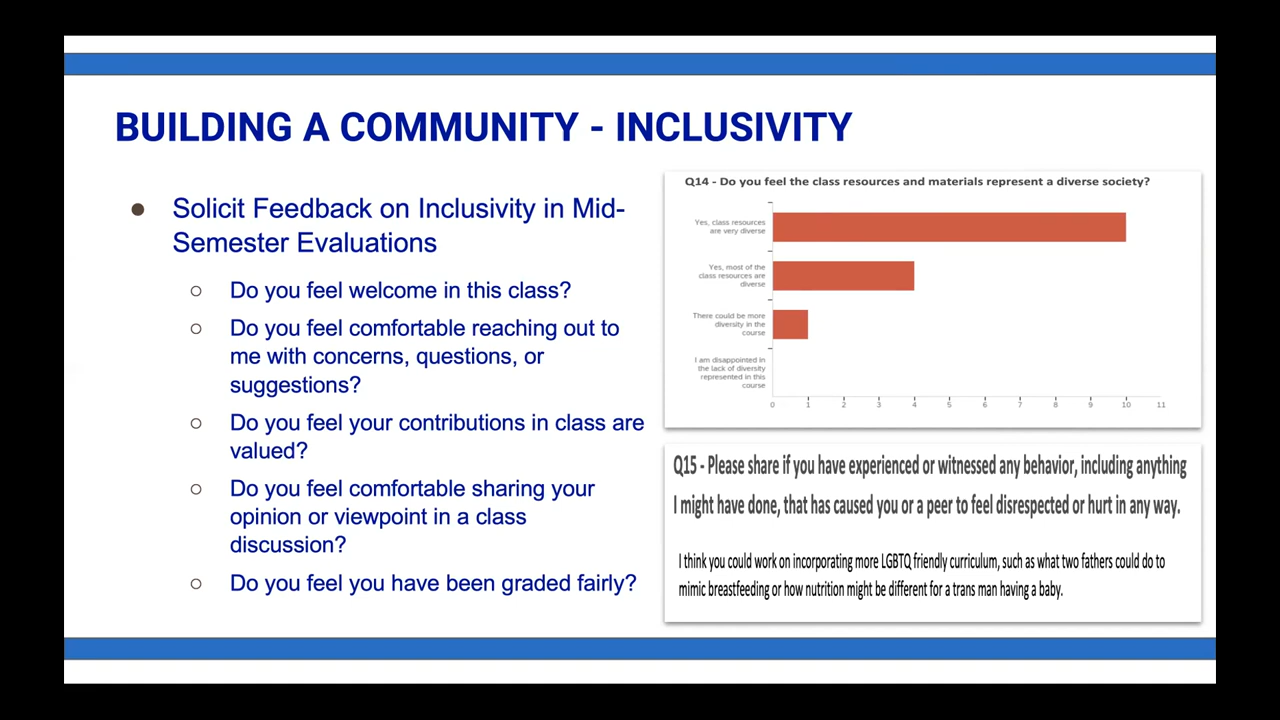 BUILDING A COMMUNITY - INCLUSIVITY
● Solicit Feedback on Inclusivity in Mid-
Semester Evaluations
○ Do you feel welcome in this class?
○ Do you feel comfortable reaching out to
me with concerns, questions, or
suggestions?
○ Do you feel your contributions in class are
valued?
○ Do you feel comfortable sharing your
opinion or viewpoint in a class
discussion?
○ Do you feel you have been graded fairly?
Q14 - Do you feel the class resources and materials represent a diverse society?
Yes, class resources
are very diverse
Yes, most of the
class resources are
diverse
There could be more
diversity in the
course
I am disappointed in
the lack of diversity
represented in this
course
0 1 2 3 4 5 6 7 8 9 10 11
Q15 - Please share if you have experienced or witnessed any behavior, including anything
I might have done, that has caused you or a peer to feel disrespected or hurt in any way.
I think you could work on incorporating more LGBTQ friendly curriculum, such as what two fathers could do to
mimic breastfeeding or how nutrition might be different for a trans man having a baby.